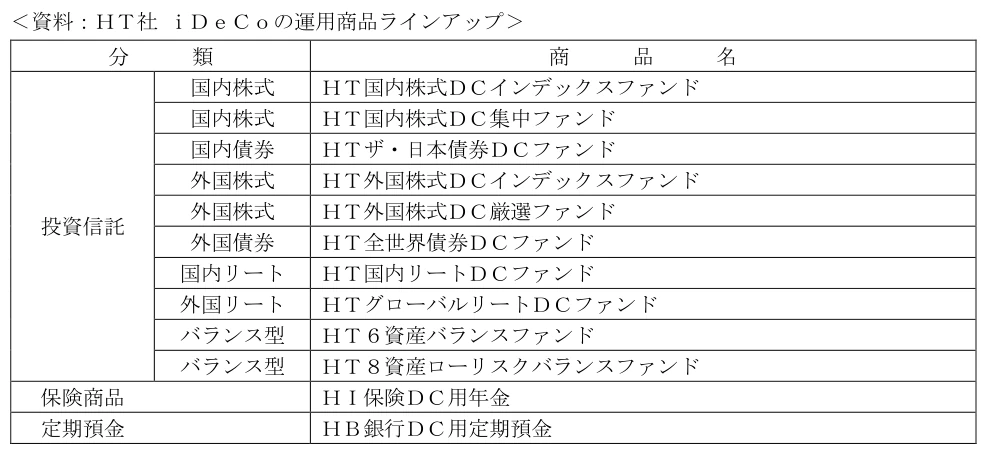 ＜資料：ＨＴ社 ｉＤｅＣｏの運用商品ラインアップ＞
分　類　商　品　名
投資信託
国内株式　ＨＴ国内株式ＤＣインデックスファンド
国内株式　ＨＴ国内株式ＤＣ集中ファンド
国内債券　ＨＴザ・日本債券ＤＣファンド
外国株式　ＨＴ外国株式ＤＣインデックスファンド
外国株式　ＨＴ外国株式ＤＣ厳選ファンド
外国債券　ＨＴ全世界債券ＤＣファンド
国内リート　ＨＴ国内リートＤＣファンド
外国リート　ＨＴグローバルリートＤＣファンド
バランス型　ＨＴ６資産バランスファンド
バランス型　ＨＴ８資産ローリスクバランスファンド
保険商品　ＨＩ保険ＤＣ用年金
定期預金　ＨＢ銀行ＤＣ用定期預金